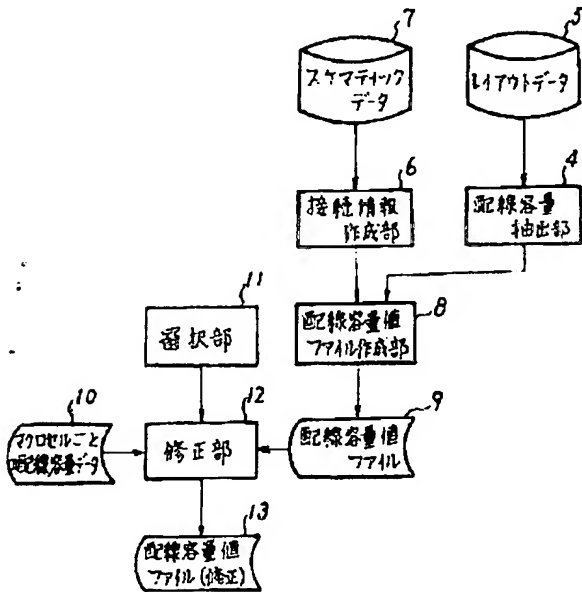 7
スケマティック
データ
5
レイアウトデータ
6
接続情報
作成部
4
配線容量
抽出部
11
選択部
8
配線容量値
ファイル作成部
10
マクロセルごと
配線容量データ
12
修正部
9
配線容量値
ファイル
13
配線容量値
ファイル(修正)